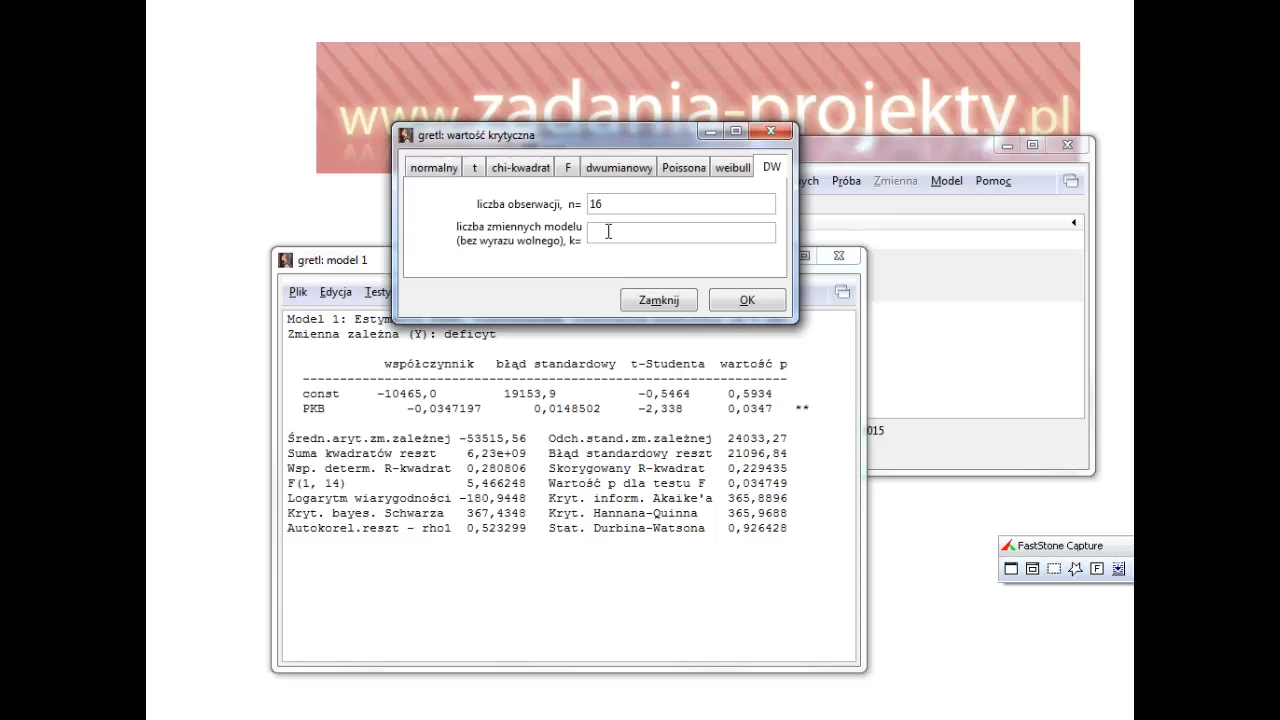 www.zadania-projekty.pl
gretl: wartość krytyczna
normalny t chi-kwadrat F dwumianowy Poissona weibull DW
liczba obserwacji, n= 16
liczba zmiennych modelu
(bez wyrazu wolnego), k=
Zamknij OK
Próba Zmienna Model Pomoc
015
gretl: model 1
Plik Edycja Testy
Model 1:
Zmienna zależna (Y): deficyt
współczynnik błąd standardowy t-Studenta wartość p
const -10465,0 19153,9 -0,5464 0,5934
PKB -0,0347197 0,0148502 -2,338 0,0347 **
Średn.aryt.zm.zależnej -53515,56 Odch.stand.zm.zależnej 24033,27
Suma kwadratów reszt 6,23e+09 Błąd standardowy reszt 21096,84
Wsp. determ. R-kwadrat 0,280806 Skorygowany R-kwadrat 0,229435
F(1, 14) 5,466248 Wartość p dla testu F 0,034749
Logarytm wiarygodności -180,9448 Kryt. inform. Akaike'a 365,8896
Kryt. bayes. Schwarza 367,4348 Kryt. Hannana-Quinna 365,9688
Autokorel.reszt - rho1 0,523299 Stat. Durbina-Watsona 0,926428
FastStone Capture